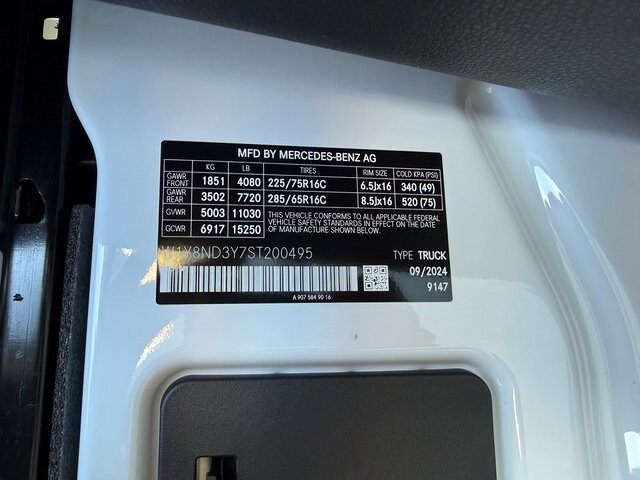 MFD BY MERCEDES-BENZ AG
KG LB TIRES RIM SIZE COLD KPA (PSI)
GAWR FRONT 1851 4080 225/75R16C 6.5Jx16 340 (49)
GAWR REAR 3502 7720 285/65R16C 8.5Jx16 520 (75)
GVWR 5003 11030 THIS VEHICLE CONFORMS TO ALL APPLICABLE
FEDERAL MOTOR VEHICLE SAFETY STANDARDS IN EFFECT
GCWR 6917 15250 ON THE DATE OF MANUFACTURE SHOWN ABOVE.
W1Y8ND3Y7ST200495 TYPE TRUCK
09/2024
9147
A 907 584 90 16